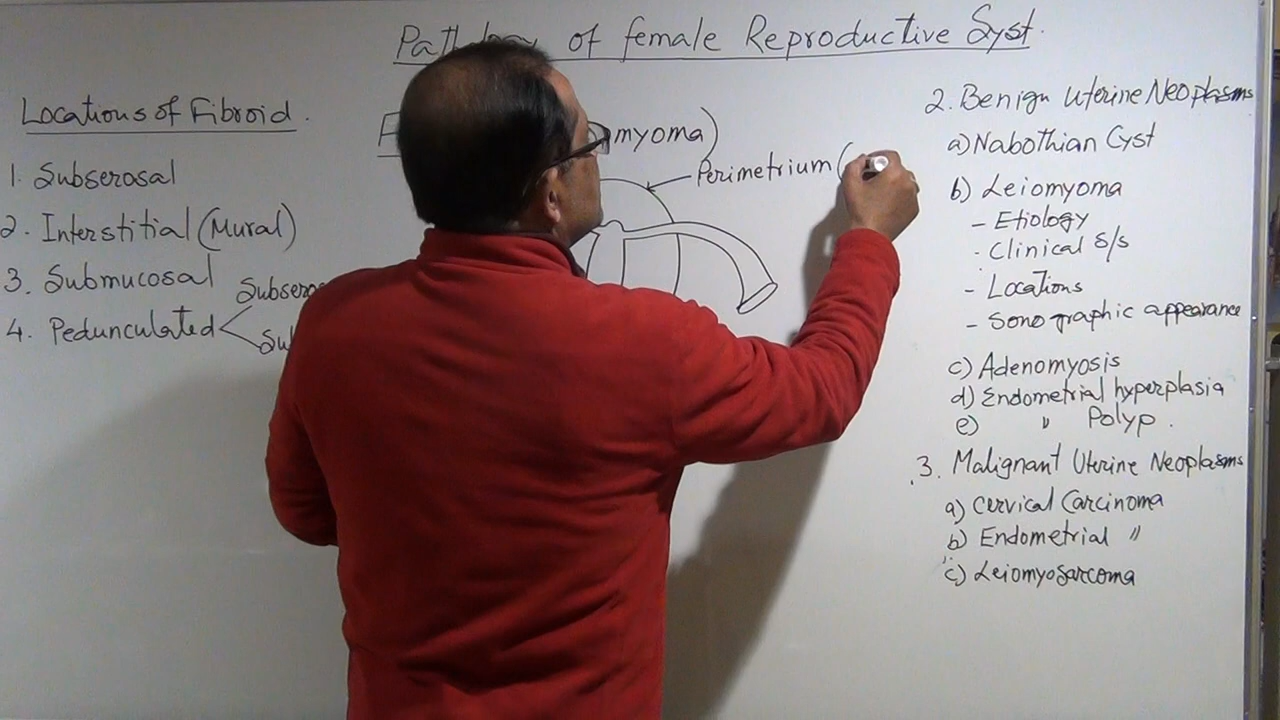 of female Reproductive Syst.
Locations of Fibroid.
1. Subserosal
2. Interstitial (Mural)
3. Submucosal
4. Pedunculated
myoma)
Perimetrium (
2. Benign Uterine Neoplasms
a) Nabothian Cyst
b) Leiomyoma
- Etiology
- Clinical S/s
- Locations
- Sonographic appearance
c) Adenomyosis
d) Endometrial hyperplasia
e) " Polyp.
3. Malignant Uterine Neoplasms
a) Cervical Carcinoma
b) Endometrial "
c) Leiomyosarcoma